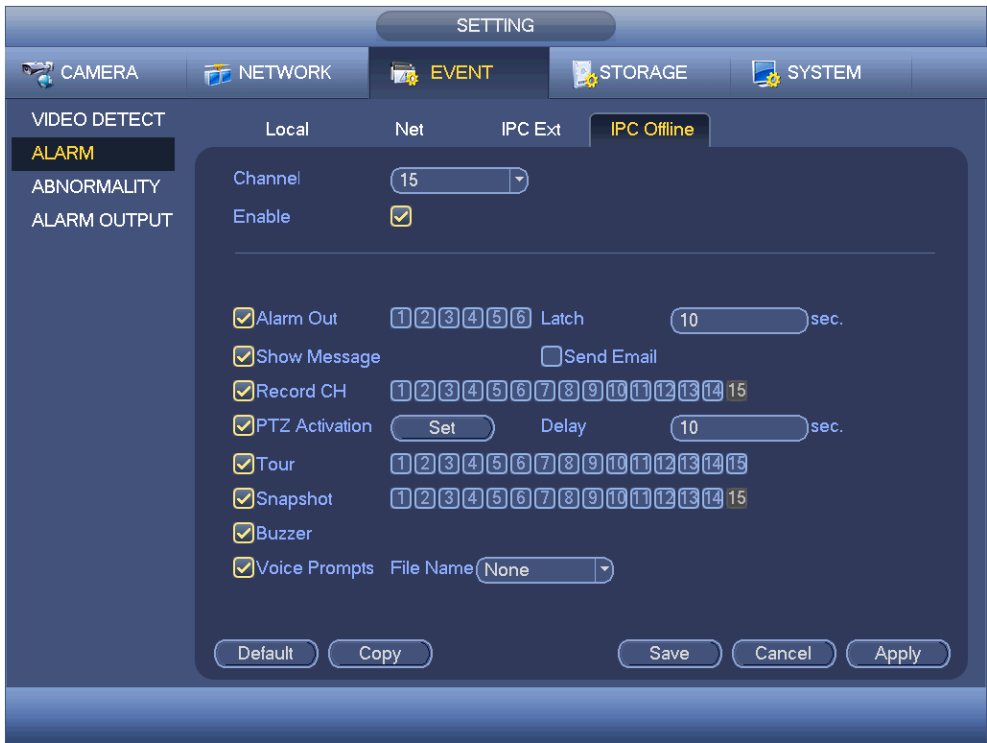 SETTING
CAMERA NETWORK EVENT STORAGE SYSTEM
VIDEO DETECT
ALARM
ABNORMALITY
ALARM OUTPUT
Local Net IPC Ext IPC Offline
Channel 15
Enable
Alarm Out 1 2 3 4 5 6 Latch 10 sec.
Show Message Send Email
Record CH 1 2 3 4 5 6 7 8 9 10 11 12 13 14 15
PTZ Activation Set Delay 10 sec.
Tour 1 2 3 4 5 6 7 8 9 10 11 12 13 14 15
Snapshot 1 2 3 4 5 6 7 8 9 10 11 12 13 14 15
Buzzer
Voice Prompts File Name None
Default Copy Save Cancel Apply